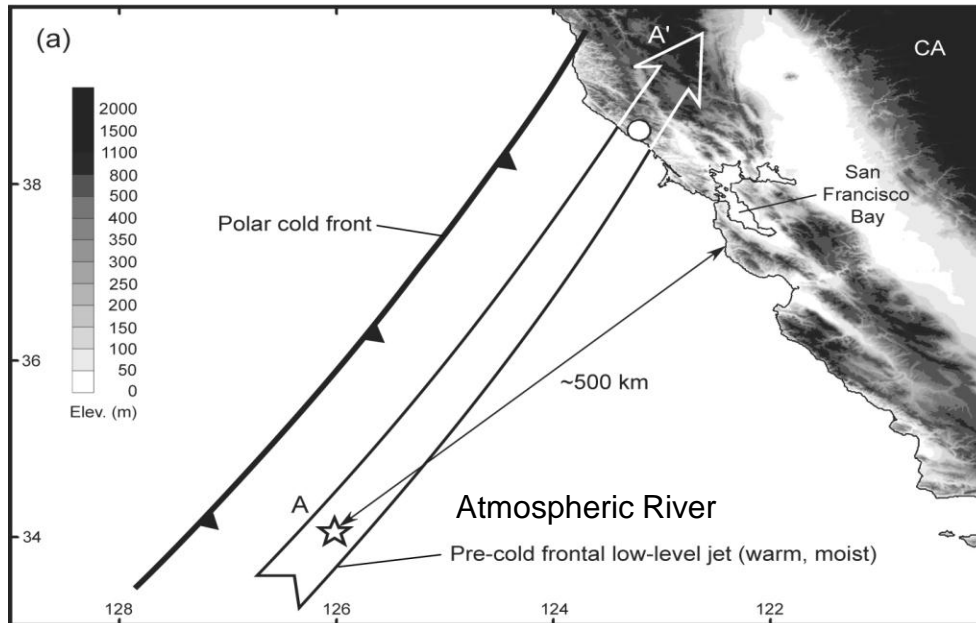 (a)
A'
CA
2000
1500
1100
800
500
400
350
300
250
200
150
100
50
0
Elev. (m)
38
36
34
128
126
124
122
Polar cold front
San
Francisco
Bay
~500 km
A
Atmospheric River
Pre-cold frontal low-level jet (warm, moist)